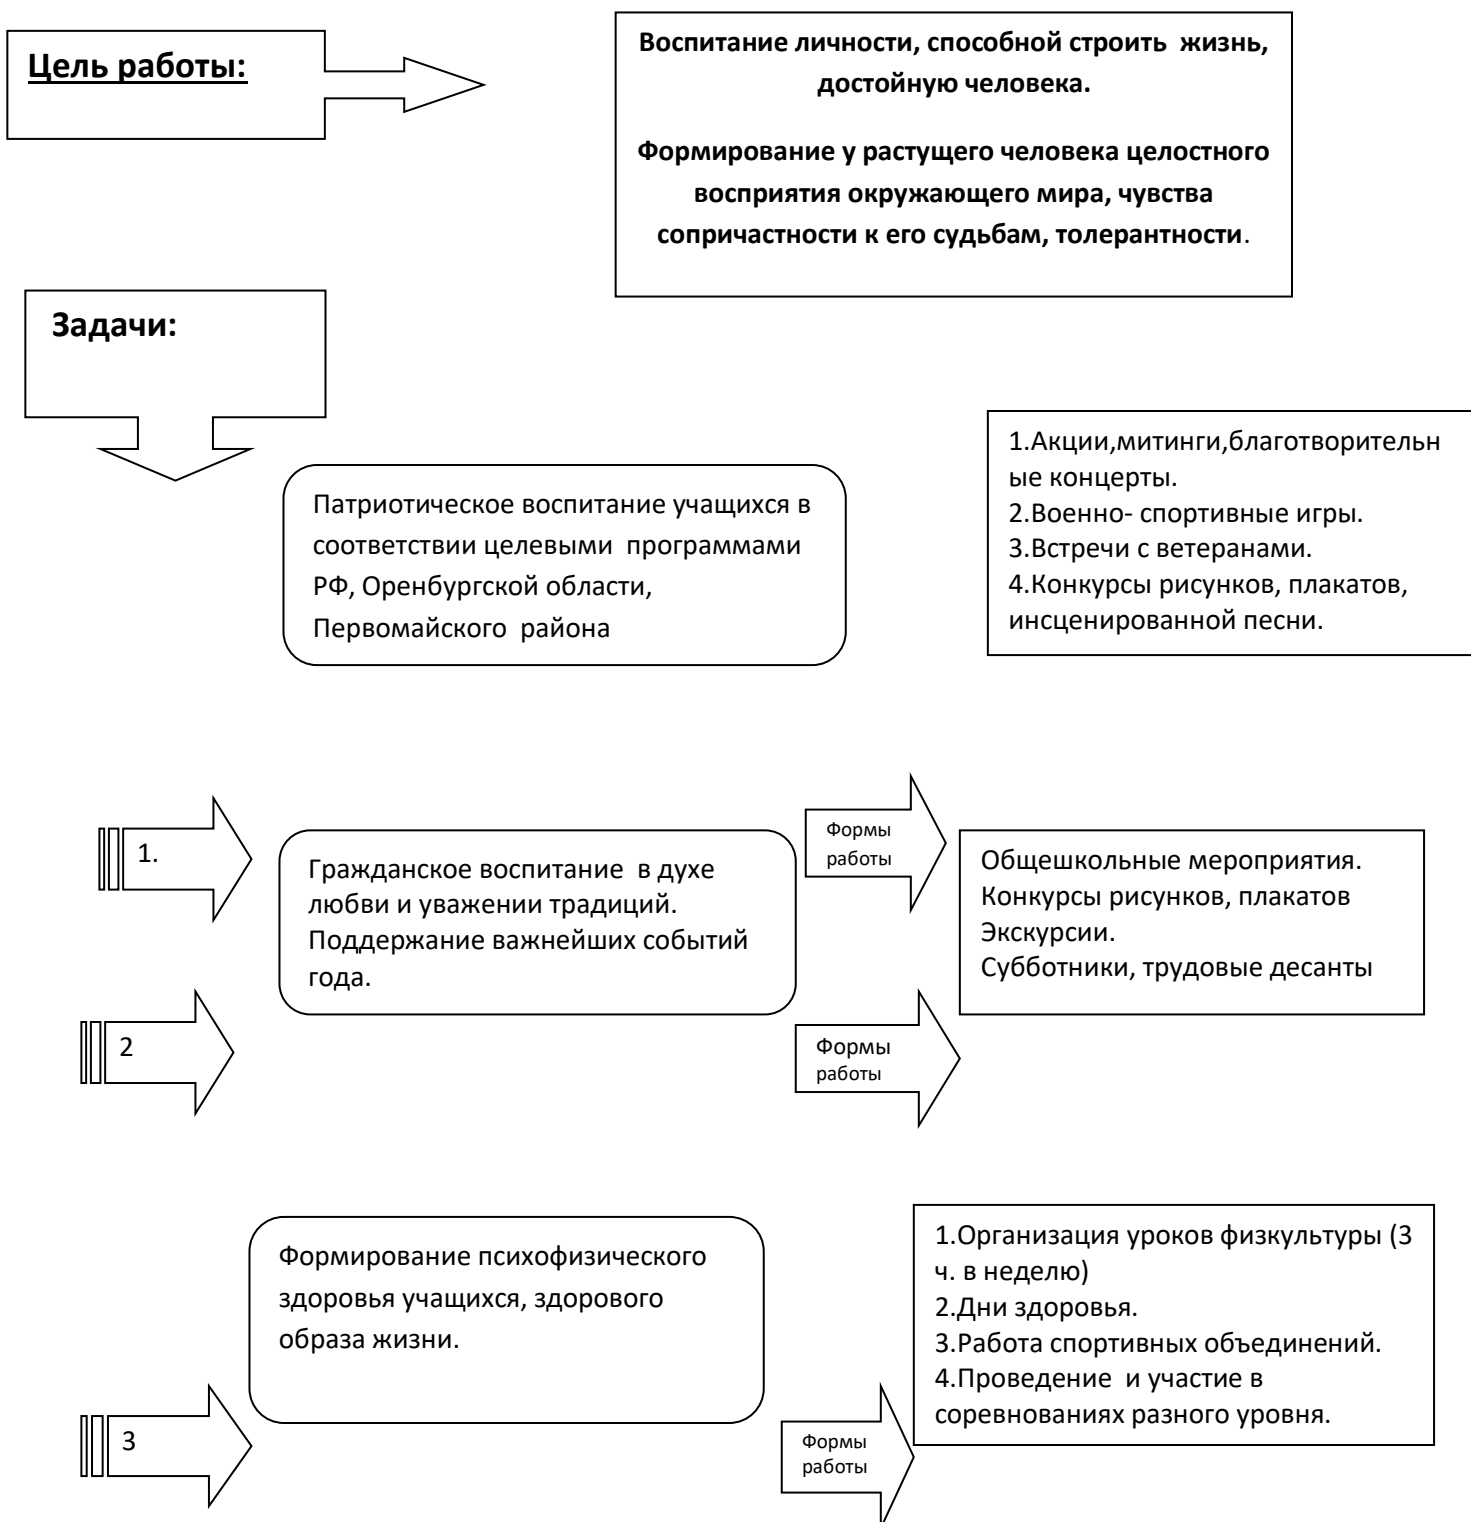 Цель работы:
Воспитание личности, способной строить жизнь,
достойную человека.
Формирование у растущего человека целостного
восприятия окружающего мира, чувства
сопричастности к его судьбам, толерантности.
Задачи:
Патриотическое воспитание учащихся в
соответствии целевыми программами
РФ, Оренбургской области,
Первомайского района
1.Акции,митинги,благотворительн
ые концерты.
2.Военно- спортивные игры.
3.Встречи с ветеранами.
4.Конкурсы рисунков, плакатов,
инсценированной песни.
1.
Гражданское воспитание в духе
любви и уважении традиций.
Поддержание важнейших событий
года.
Формы
работы
Общешкольные мероприятия.
Конкурсы рисунков, плакатов
Экскурсии.
Субботники, трудовые десанты
2
Формы
работы
Формирование психофизического
здоровья учащихся, здорового
образа жизни.
1.Организация уроков физкультуры (3
ч. в неделю)
2.Дни здоровья.
3.Работа спортивных объединений.
4.Проведение и участие в
соревнованиях разного уровня.
3
Формы
работы